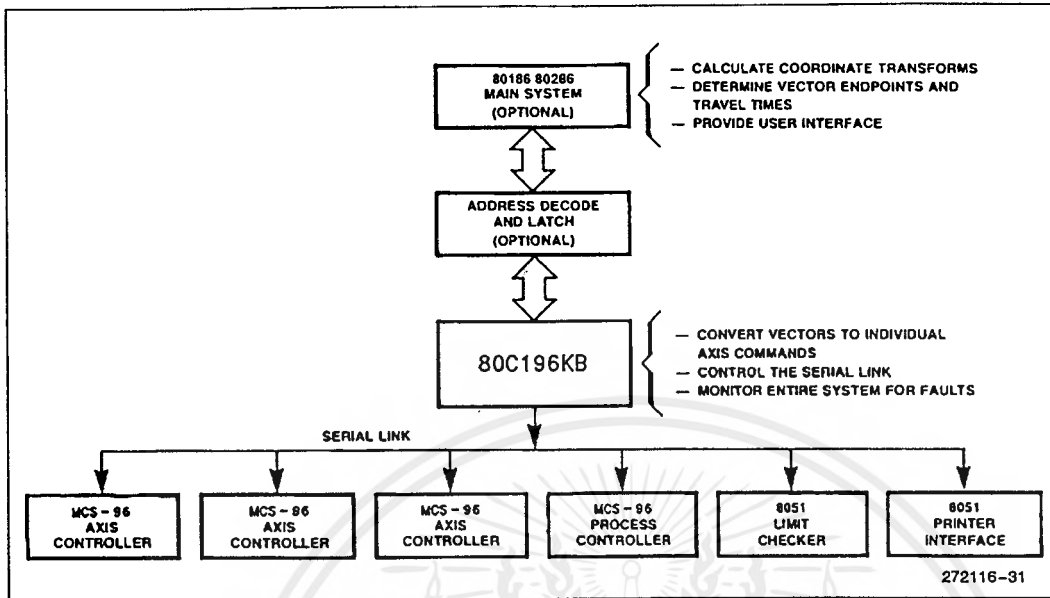 80186 80286
MAIN SYSTEM
(OPTIONAL)
— CALCULATE COORDINATE TRANSFORMS
— DETERMINE VECTOR ENDPOINTS AND
TRAVEL TIMES
— PROVIDE USER INTERFACE
ADDRESS DECODE
AND LATCH
(OPTIONAL)
80C196KB
— CONVERT VECTORS TO INDIVIDUAL
AXIS COMMANDS
— CONTROL THE SERIAL LINK
— MONITOR ENTIRE SYSTEM FOR FAULTS
SERIAL LINK
MCS-96
AXIS
CONTROLLER
MCS-96
AXIS
CONTROLLER
MCS-96
AXIS
CONTROLLER
MCS-96
PROCESS
CONTROLLER
8051
LIMIT
CHECKER
8051
PRINTER
INTERFACE
272116-31